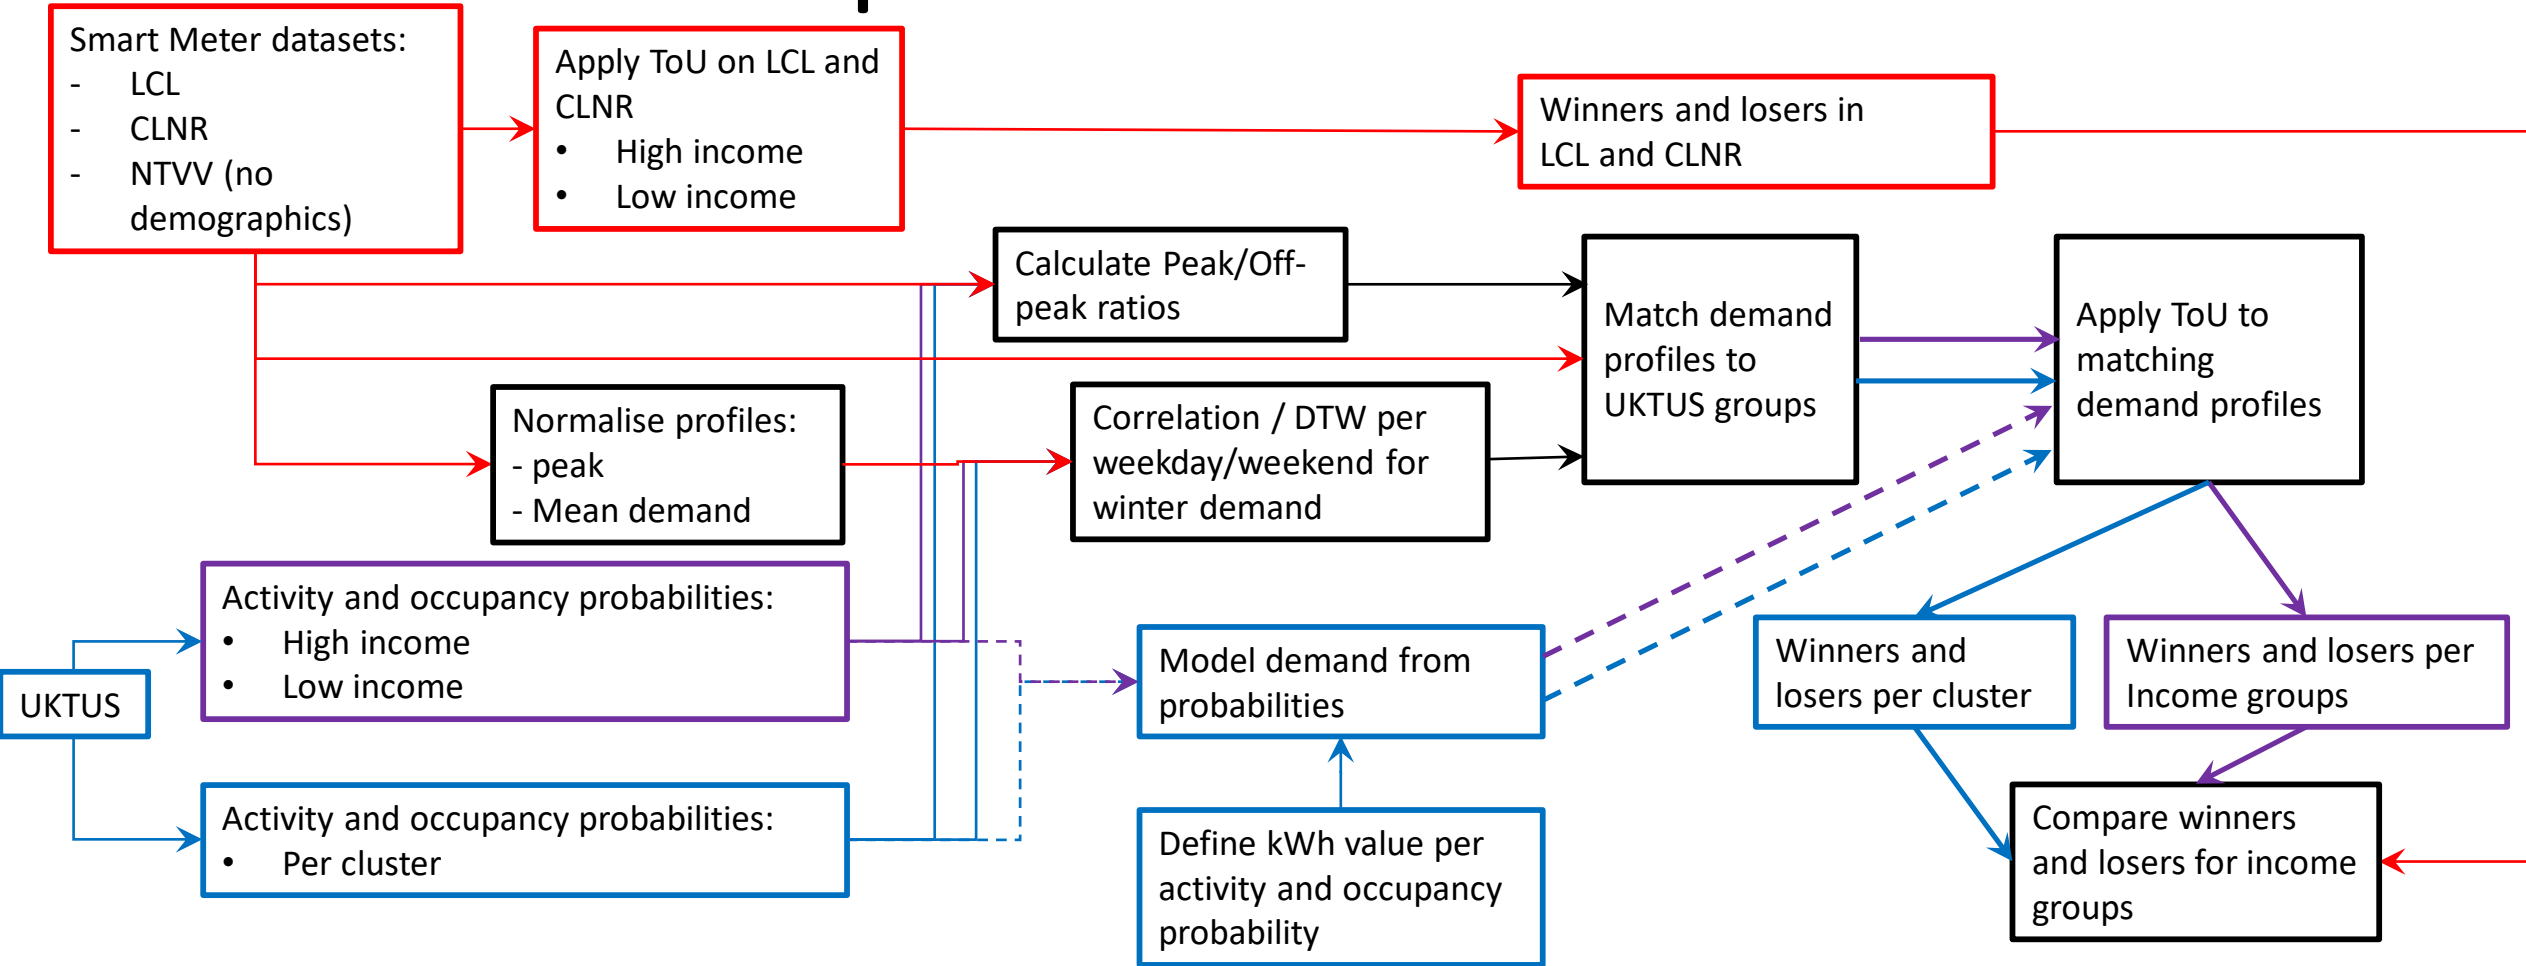 Smart Meter datasets:
- LCL
- CLNR
- NTVV (no
demographics)
Apply ToU on LCL and
CLNR
• High income
• Low income
Winners and losers in
LCL and CLNR
Calculate Peak/Off-
peak ratios
Match demand
profiles to
UKTUS groups
Apply ToU to
matching
demand profiles
Normalise profiles:
- peak
- Mean demand
Correlation / DTW per
weekday/weekend for
winter demand
Activity and occupancy probabilities:
• High income
• Low income
UKTUS
Activity and occupancy probabilities:
• Per cluster
Model demand from
probabilities
Define kWh value per
activity and occupancy
probability
Winners and
losers per cluster
Winners and losers per
Income groups
Compare winners
and losers for income
groups